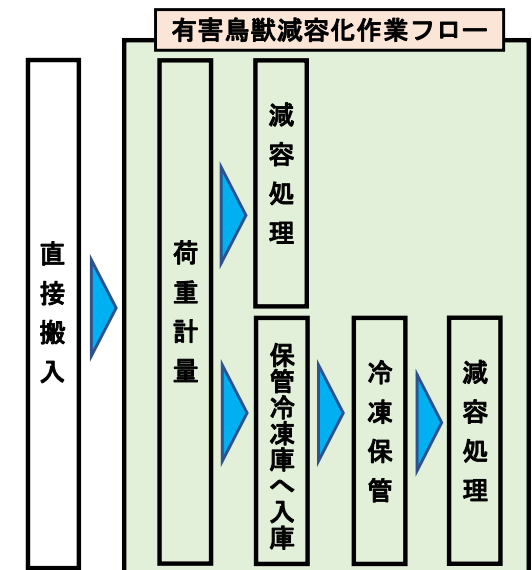 有害鳥獣減容化作業フロー
直接搬入
荷重計量
減容処理
保管冷凍庫へ入庫
冷凍保管
減容処理